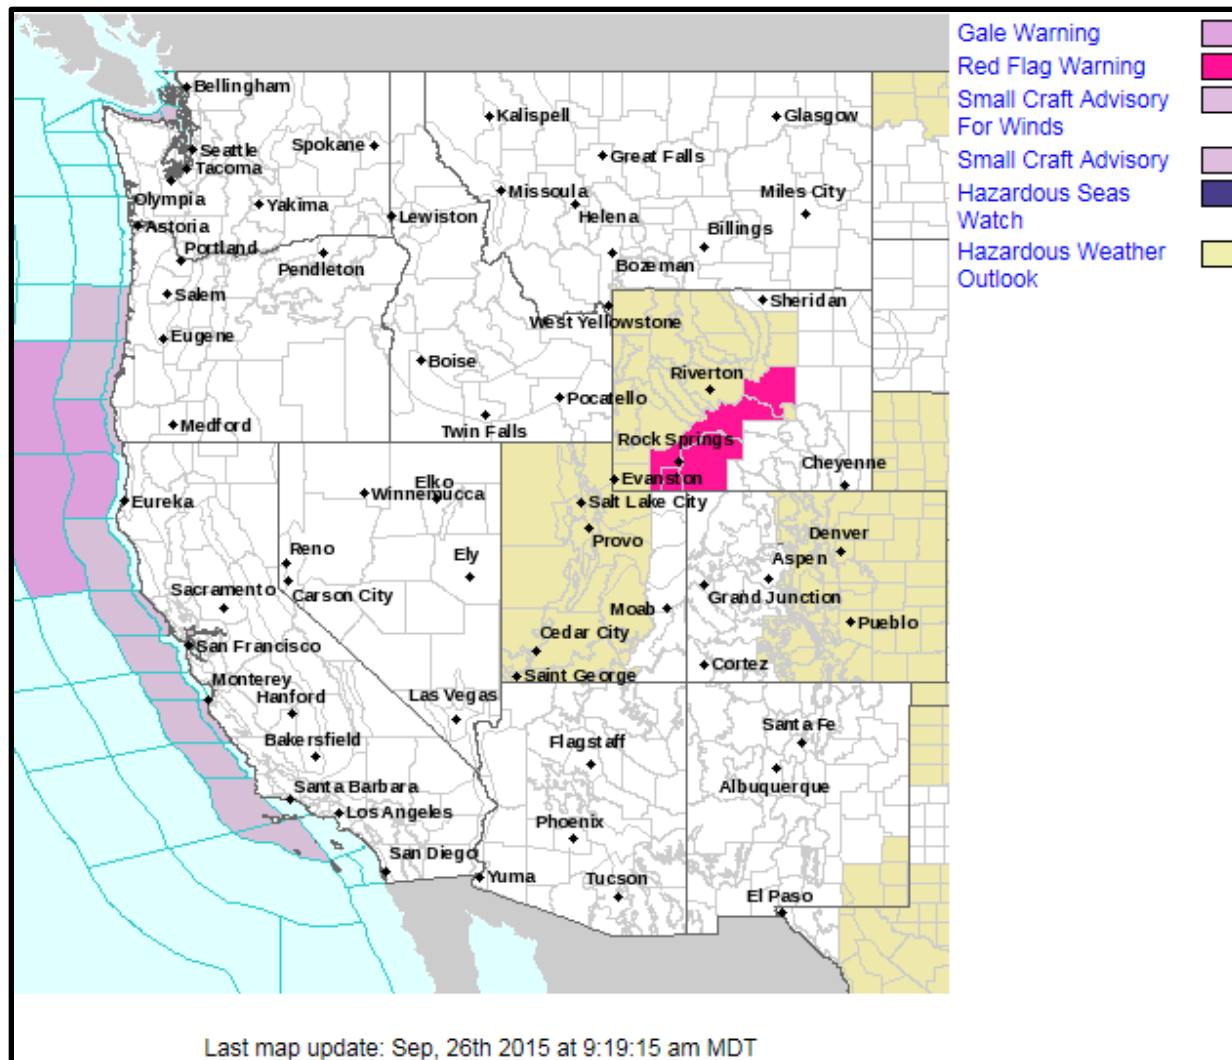 Gale Warning
Red Flag Warning
Small Craft Advisory
For Winds
Small Craft Advisory
Hazardous Seas
Watch
Hazardous Weather
Outlook
Bellingham
Kalispell
Glasgow
Seattle
Spokane
Great Falls
Tacoma
Olympia
Yakima
Lewiston
Missoula
Helena
Miles City
Astoria
Portland
Pendleton
Billings
Bozeman
Salem
Sheridan
West Yellowstone
Eugene
Boise
Riverton
Pocatello
Medford
Twin Falls
Rock Springs
Cheyenne
Evanston
Elko
Winnemucca
Eureka
Salt Lake City
Provo
Denver
Aspen
Reno
Ely
Sacramento
Carson City
Grand Junction
Moab
Pueblo
San Francisco
Cedar City
Cortez
Saint George
Monterey
Hanford
Las Vegas
Santa Fe
Bakersfield
Flagstaff
Albuquerque
Santa Barbara
Los Angeles
Phoenix
San Diego
Yuma
Tucson
El Paso
Last map update: Sep, 26th 2015 at 9:19:15 am MDT